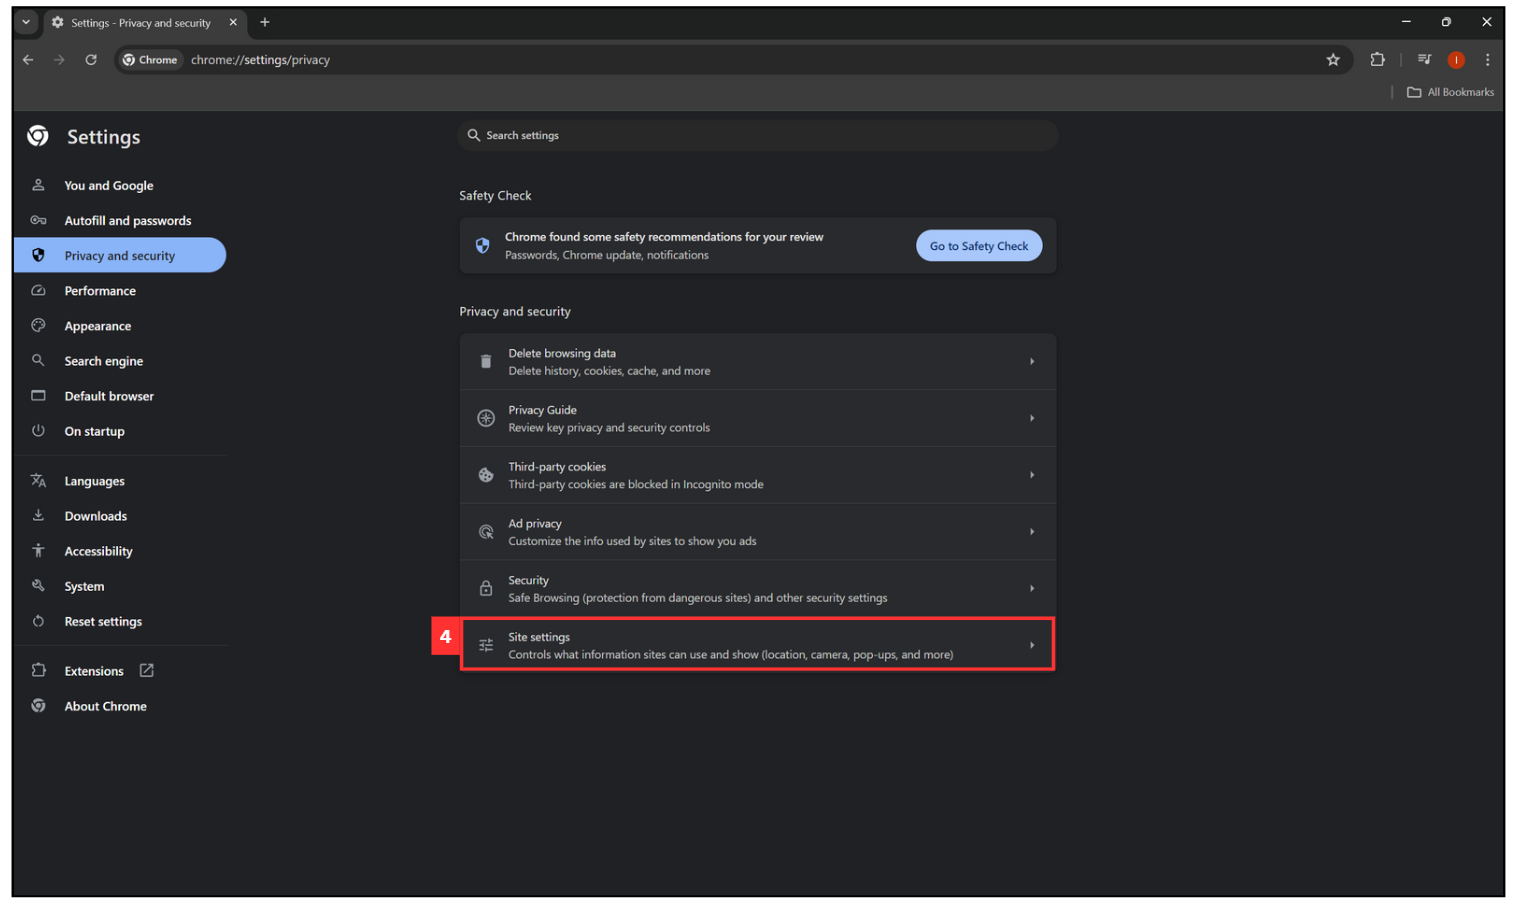 Settings - Privacy and security
Chrome
chrome://settings/privacy
I
All Bookmarks
Settings
Search settings
You and Google
Autofill and passwords
Privacy and security
Performance
Appearance
Search engine
Default browser
On startup
Languages
Downloads
Accessibility
System
Reset settings
Extensions
About Chrome
Safety Check
Chrome found some safety recommendations for your review
Passwords, Chrome update, notifications
Go to Safety Check
Privacy and security
Delete browsing data
Delete history, cookies, cache, and more
Privacy Guide
Review key privacy and security controls
Third-party cookies
Third-party cookies are blocked in Incognito mode
Ad privacy
Customize the info used by sites to show you ads
Security
Safe Browsing (protection from dangerous sites) and other security settings
4
Site settings
Controls what information sites can use and show (location, camera, pop-ups, and more)